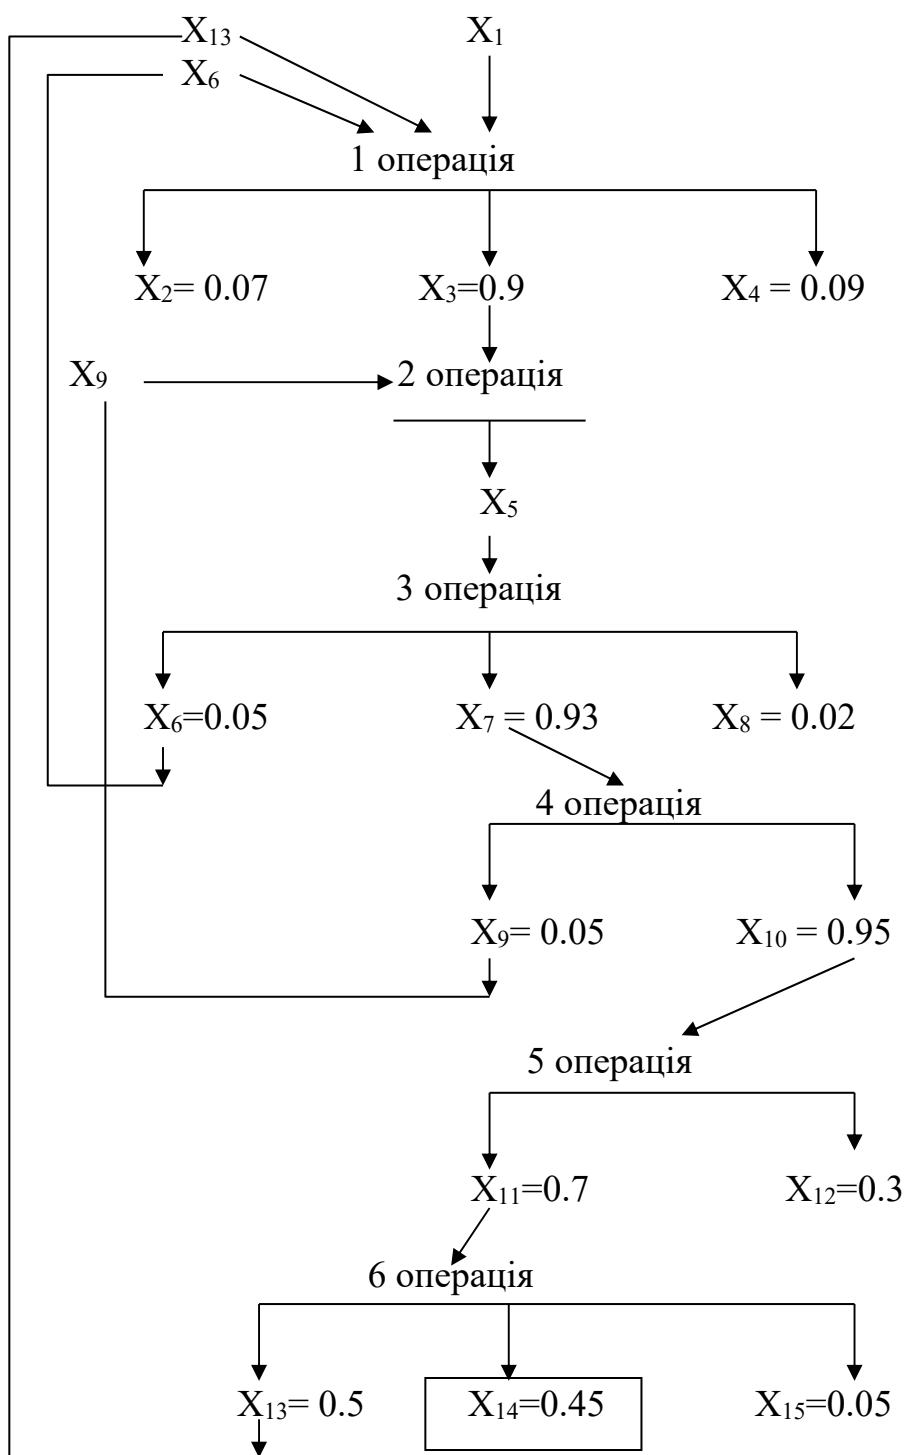 X₁₃ X₁
X₆
1 операція
X₂= 0.07 X₃=0.9 X₄ = 0.09
X₉ 2 операція
X₅
3 операція
X₆=0.05 X₇ = 0.93 X₈ = 0.02
4 операція
X₉= 0.05 X₁₀ = 0.95
5 операція
X₁₁=0.7 X₁₂=0.3
6 операція
X₁₃= 0.5 X₁₄=0.45 X₁₅=0.05